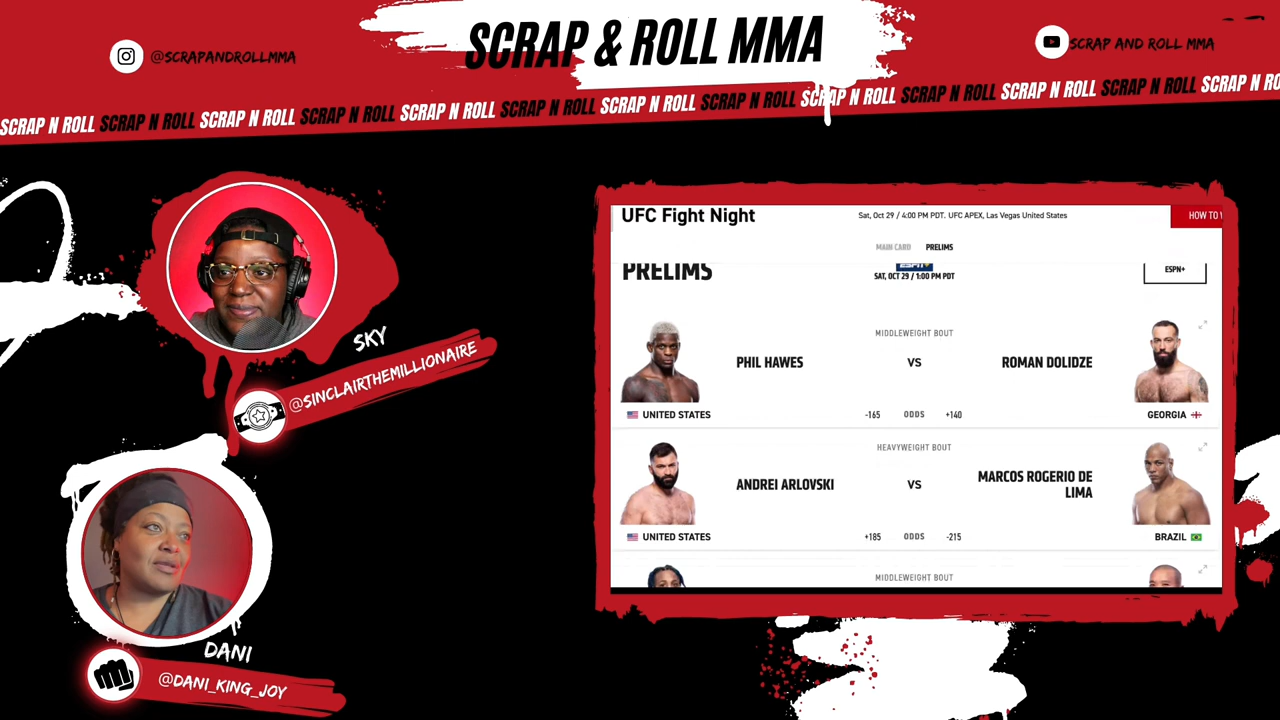 SCRAP & ROLL MMA
@SCRAPANDROLLMMA
SCRAP AND ROLL MMA
SCRAP N ROLL SCRAP N ROLL SCRAP N ROLL SCRAP N ROLL SCRAP N ROLL SCRAP N ROLL SCRAP N ROLL SCRAP N ROLL SCRAP N ROLL SCRAP N ROLL SCRAP N ROLL SCRAP N ROLL SCRAP N RO
SKY
@SINCLAIRTHEMILLIONAIRE
DANI
@DANI_KING_JOY
UFC Fight Night
Sat, Oct 29 / 4:00 PM PDT. UFC APEX, Las Vegas United States
HOW TO
MAIN CARD PRELIMS
PRELIMS
ESPN+
SAT, OCT 29 / 1:00 PM PDT
ESPN+
MIDDLEWEIGHT BOUT
PHIL HAWES VS ROMAN DOLIDZE
UNITED STATES -165 ODDS +140 GEORGIA
HEAVYWEIGHT BOUT
ANDREI ARLOVSKI VS MARCOS ROGERIO DE
LIMA
UNITED STATES +185 ODDS -215 BRAZIL
MIDDLEWEIGHT BOUT